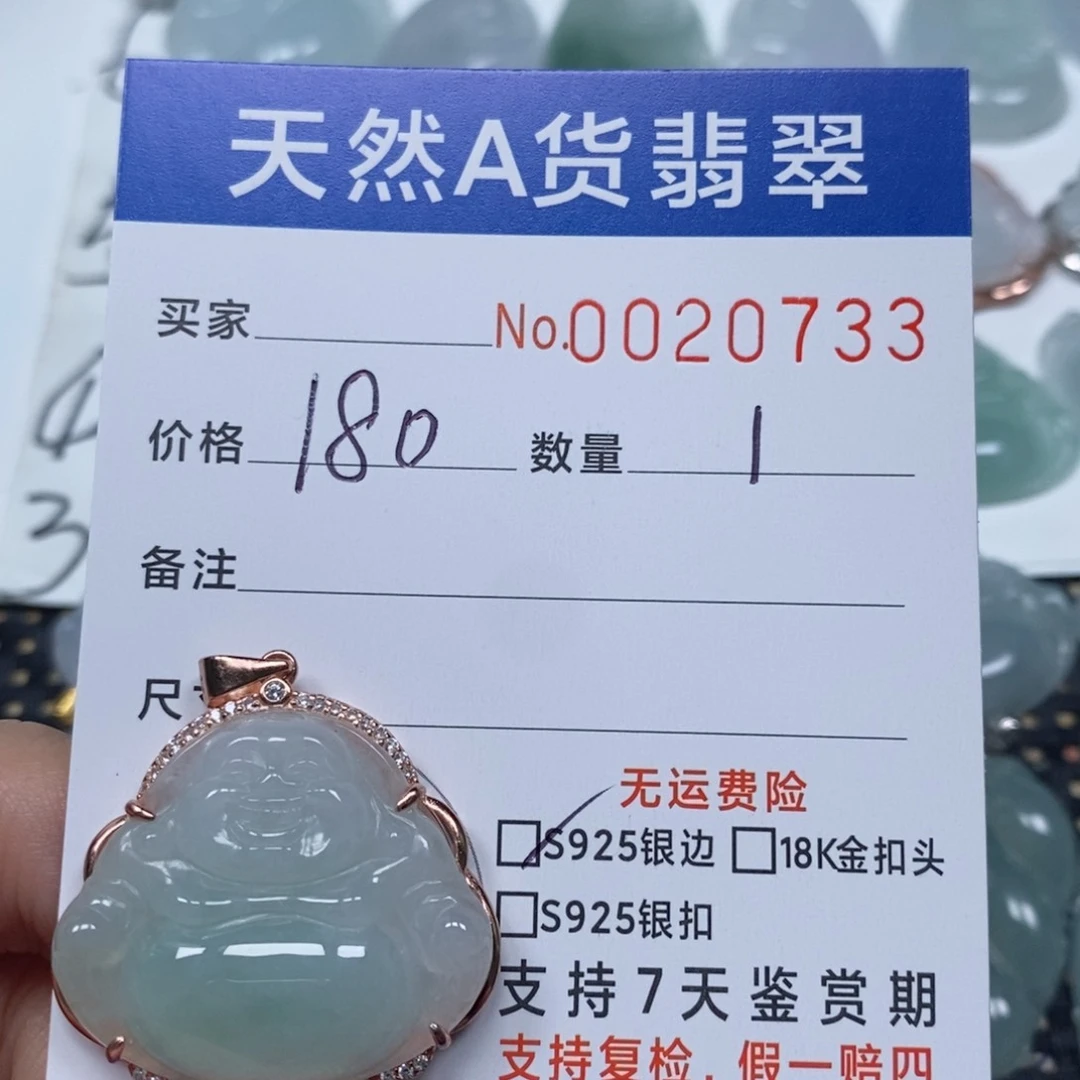 天然A货翡翠
买家 No.0020733
价格 180 数量 1
备注
尺
无运费险
S925银边 18K金扣头
S925银扣
支持7天鉴赏期
支持复检,假一赔四
3